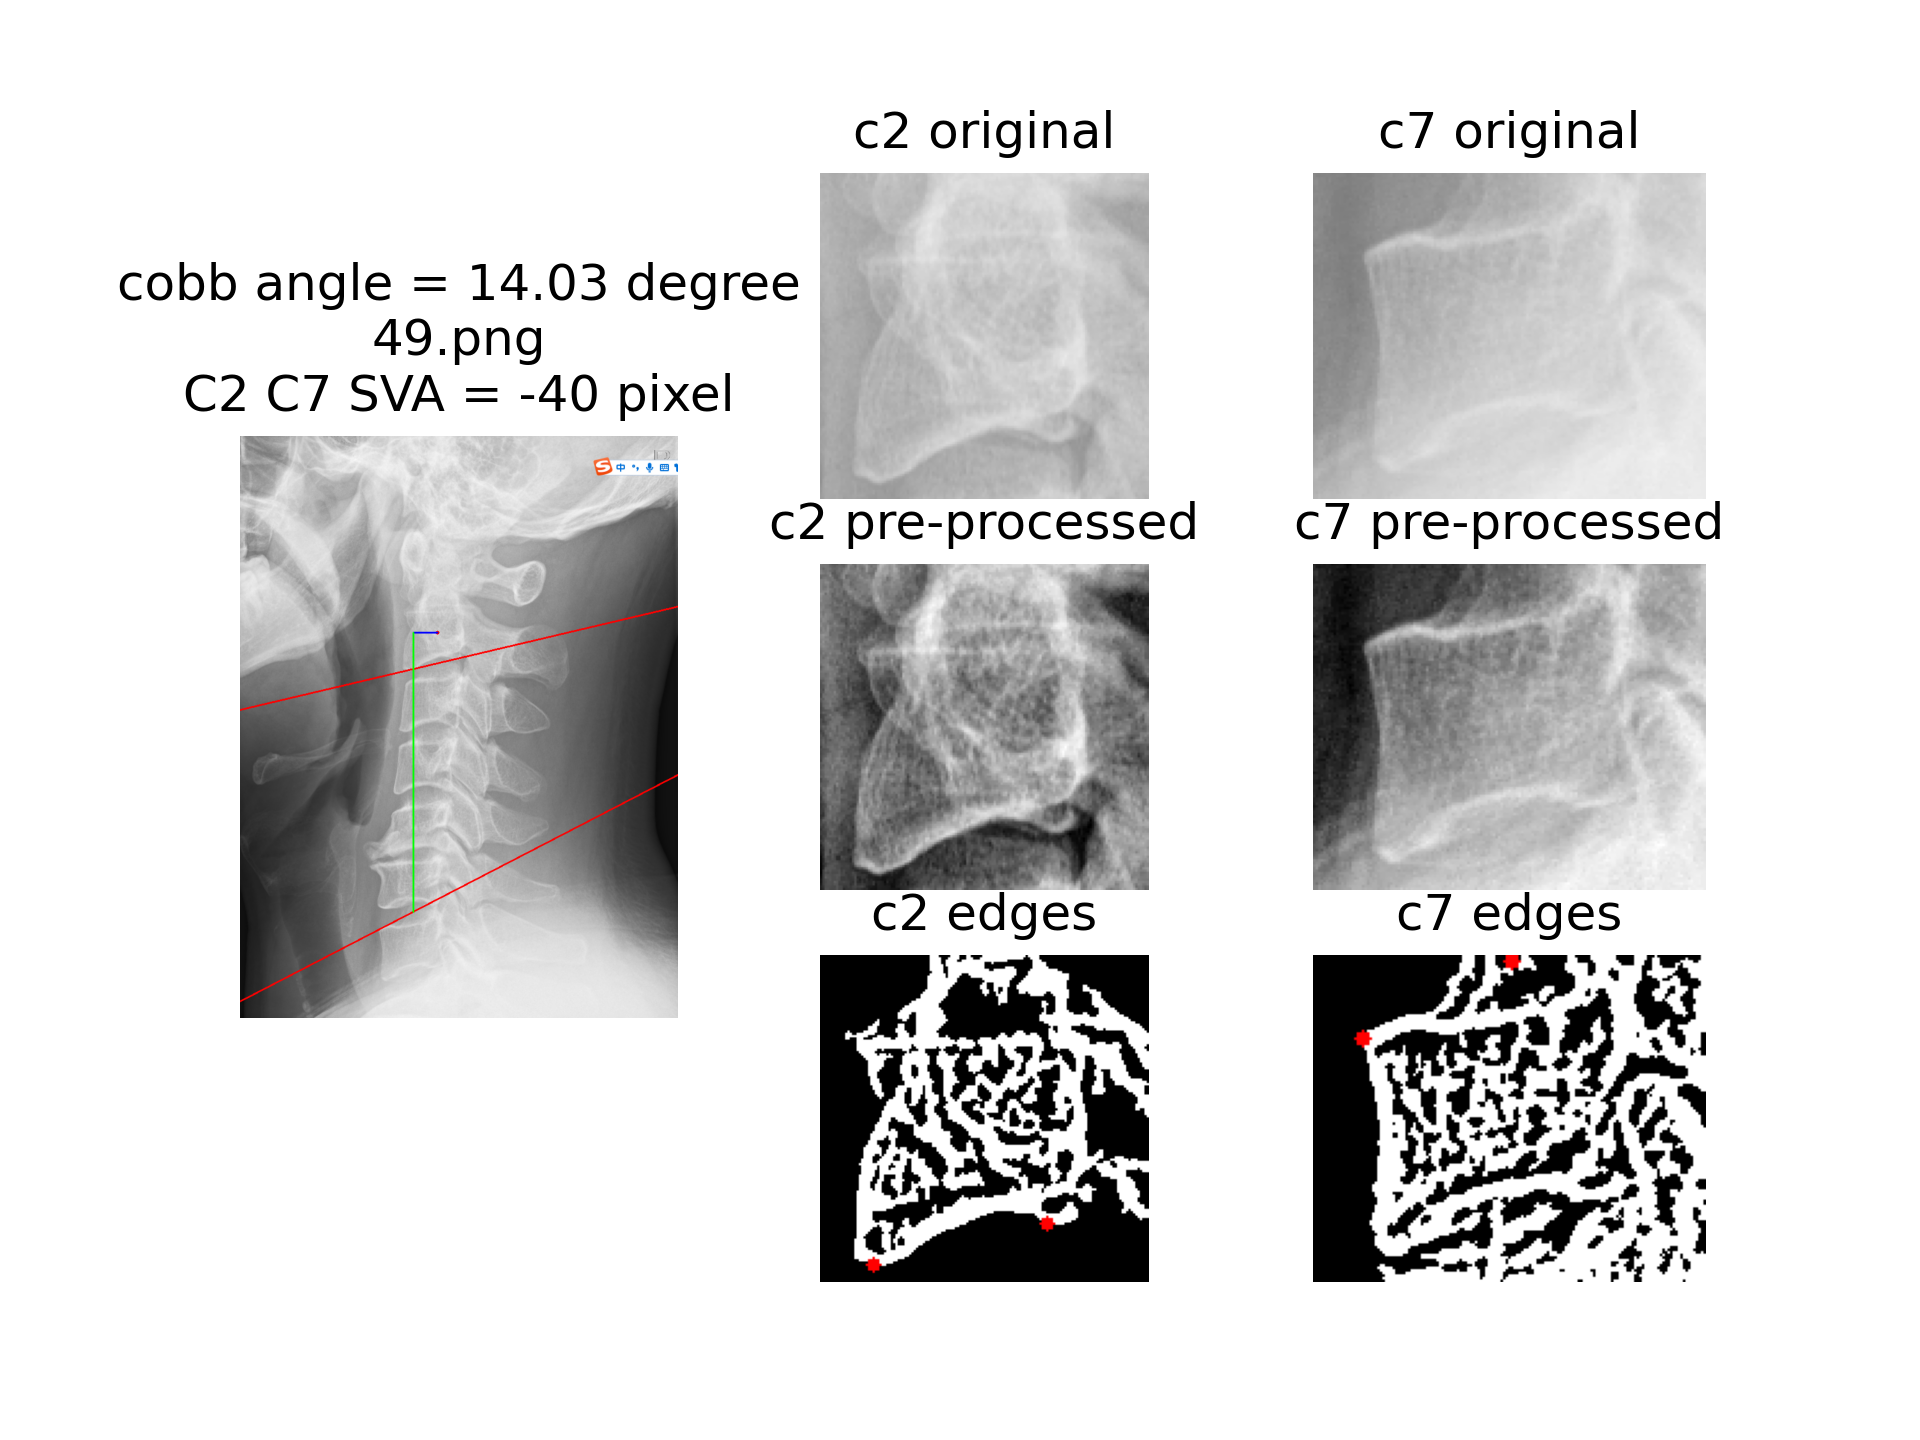 cobb angle = 14.03 degree
49.png
C2 C7 SVA = -40 pixel
S 中
c2 original
c7 original
c2 pre-processed
c7 pre-processed
c2 edges
c7 edges